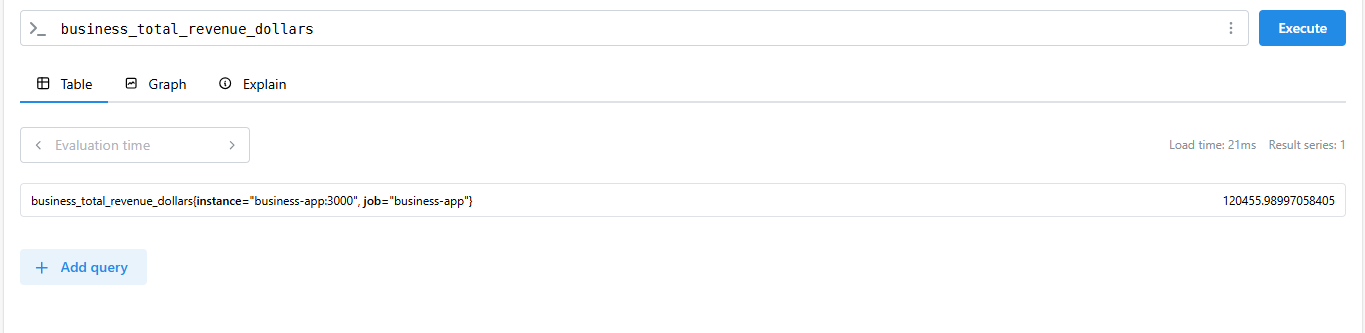 business_total_revenue_dollars
Execute
Table
Graph
Explain
Evaluation time
Load time: 21ms Result series: 1
business_total_revenue_dollars{instance="business-app:3000", job="business-app"} 120455.98997058405
Add query